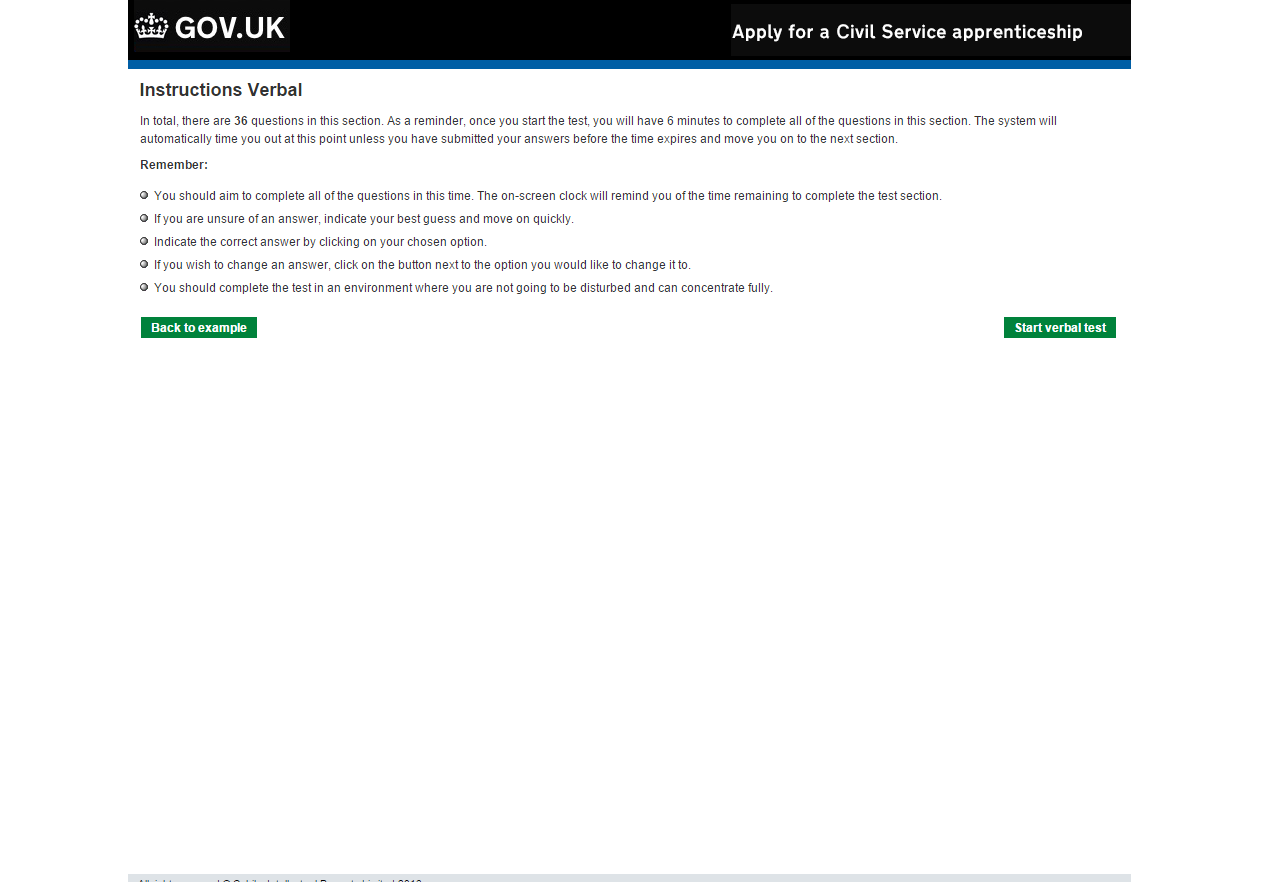 GOV.UK
Apply for a Civil Service apprenticeship
Instructions Verbal
In total, there are 36 questions in this section. As a reminder, once you start the test, you will have 6 minutes to complete all of the questions in this section. The system will
automatically time you out at this point unless you have submitted your answers before the time expires and move you on to the next section.
Remember:
You should aim to complete all of the questions in this time. The on-screen clock will remind you of the time remaining to complete the test section.
If you are unsure of an answer, indicate your best guess and move on quickly.
Indicate the correct answer by clicking on your chosen option.
If you wish to change an answer, click on the button next to the option you would like to change it to.
You should complete the test in an environment where you are not going to be disturbed and can concentrate fully.
Back to example
Start verbal test